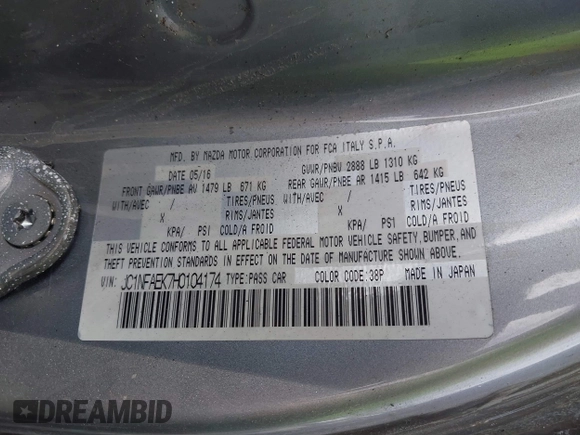 MFD. BY MAZDA MOTOR CORPORATION FOR FCA ITALY S.P.A.
DATE 05/16 GVWR/PNBV 2888 LB 1310 KG
FRONT GAWR/PNBE AV 1479 LB 671 KG REAR GAWR/PNBE AR 1415 LB 642 KG
WITH/AVEC / TIRES/PNEUS WITH/AVEC / TIRES/PNEUS
X RIMS/JANTES X RIMS/JANTES
KPA/ PSI COLD/A FROID KPA/ PSI COLD/A FROID
THIS VEHICLE CONFORMS TO ALL APPLICABLE FEDERAL MOTOR VEHICLE SAFETY, BUMPER, AND
THEFT PREVENTION STANDARDS IN EFFECT ON THE DATE OF MANUFACTURE SHOWN ABOVE.
VIN: JC1NFAEK7H0104174 TYPE:PASS CAR COLOR CODE:38P MADE IN JAPAN
DREAMBID